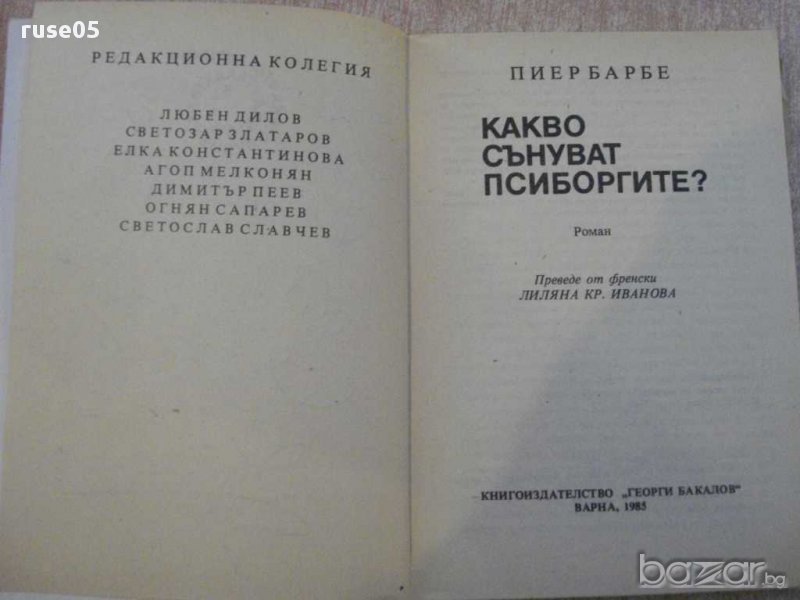 ruse05
РЕДАКЦИОННА КОЛЕГИЯ
ЛЮБЕН ДИЛОВ
СВЕТОЗАР ЗЛАТАРОВ
ЕЛКА КОНСТАНТИНОВА
АГОП МЕЛКОНЯН
ДИМИТЪР ПЕЕВ
ОГНЯН САПАРЕВ
СВЕТОСЛАВ СЛАВЧЕВ
ПИЕР БАРБЕ
КАКВО
СЪНУВАТ
ПСИБОРГИТЕ?
Роман
Преведе от френски
ЛИЛЯНА КР. ИВАНОВА
КНИГОИЗДАТЕЛСТВО „ГЕОРГИ БАКАЛОВ“
ВАРНА, 1985
bazar.bg